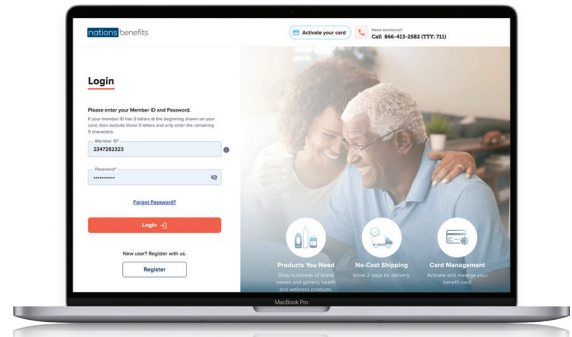 nations benefits
Activate your card
Need assistance?
Call 866-413-2582 (TTY: 711)
Login
Please enter your Member ID and Password.
If your member ID has 3 letters at the beginning shown on your
card, then exclude these 3 letters and only enter the remaining
9 characters.
Member ID*
2347282323
Password*
••••••••••
Forgot Password?
Login
New user? Register with us.
Register
Products You Need
Shop hundreds of brand
names and generic health
and wellness products.
No-Cost Shipping
Allow 2 days for delivery.
Card Management
Activate and manage your
benefit card.
MacBook Pro